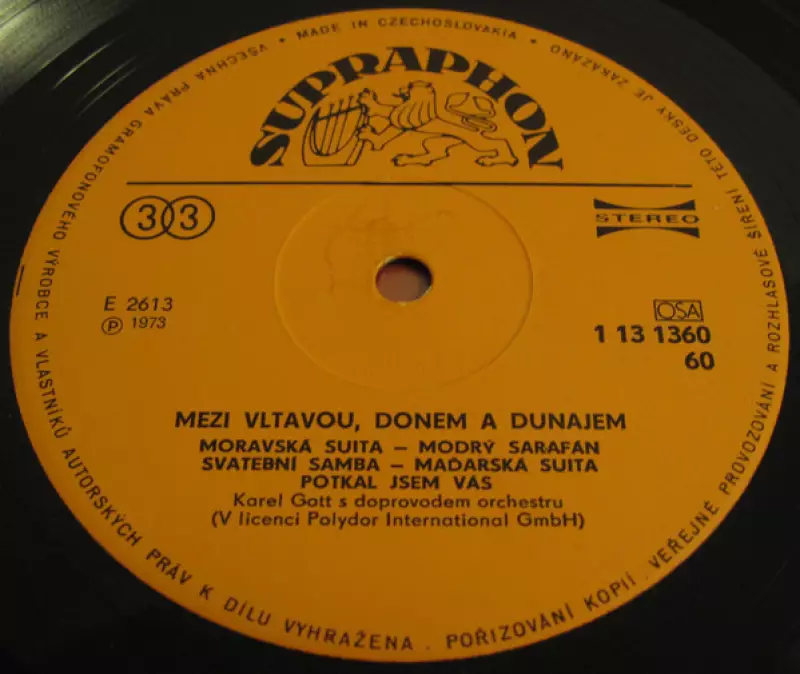 MADE IN CZECHOSLOVAKIA
VŠECHNA PRÁVA GRAMOFONOVÉHO VÝROBCE A VLASTNÍKŮ AUTORSKÝCH PRÁV K DÍLU VYHRAŽENA . POŘIZOVÁNÍ KOPIÍ . VEŘEJNÉ PROVOZOVÁNÍ A ROZHLASOVÉ ŠÍŘENÍ TÉTO DESKY JE ZAKÁZÁNO
SUPRAPHON
33
STEREO
E 2613
Ⓟ 1973
OSA
1 13 1360
60
MEZI VLTAVOU, DONEM A DUNAJEM
MORAVSKÁ SUITA – MODRÝ SARAFÁN
SVATEBNÍ SAMBA – MAĎARSKÁ SUITA
POTKAL JSEM VÁS
Karel Gott s doprovodem orchestru
(V licenci Polydor International GmbH)